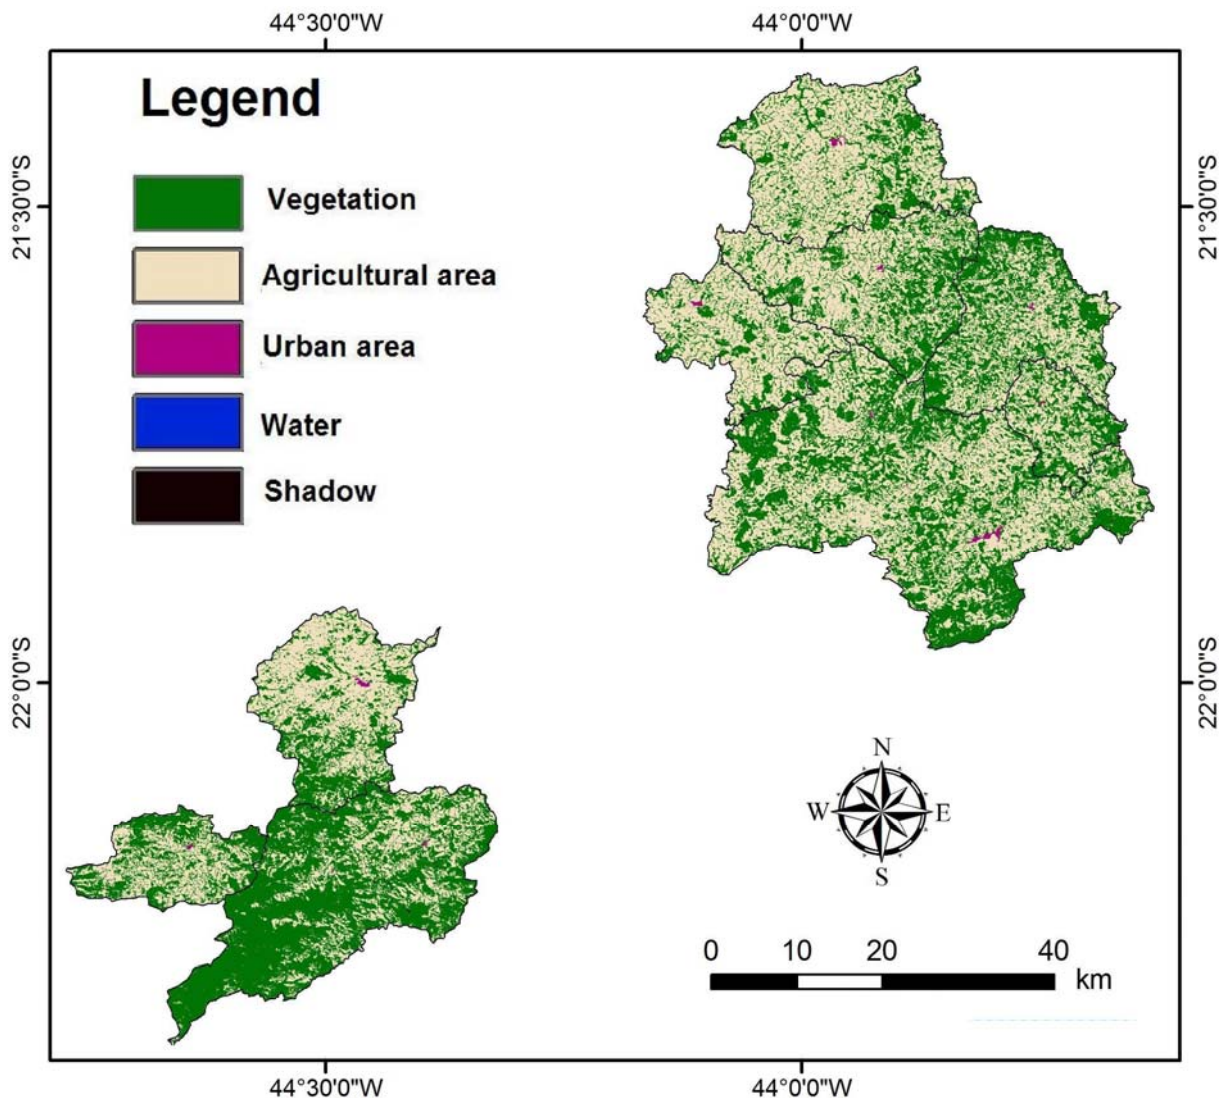 44°30'0"W 44°0'0"W
Legend
Vegetation
Agricultural area
Urban area
Water
Shadow
21°30'0"S
21°30'0"S
22°0'0"S
22°0'0"S
N
W E
S
0 10 20 40
km
44°30'0"W 44°0'0"W